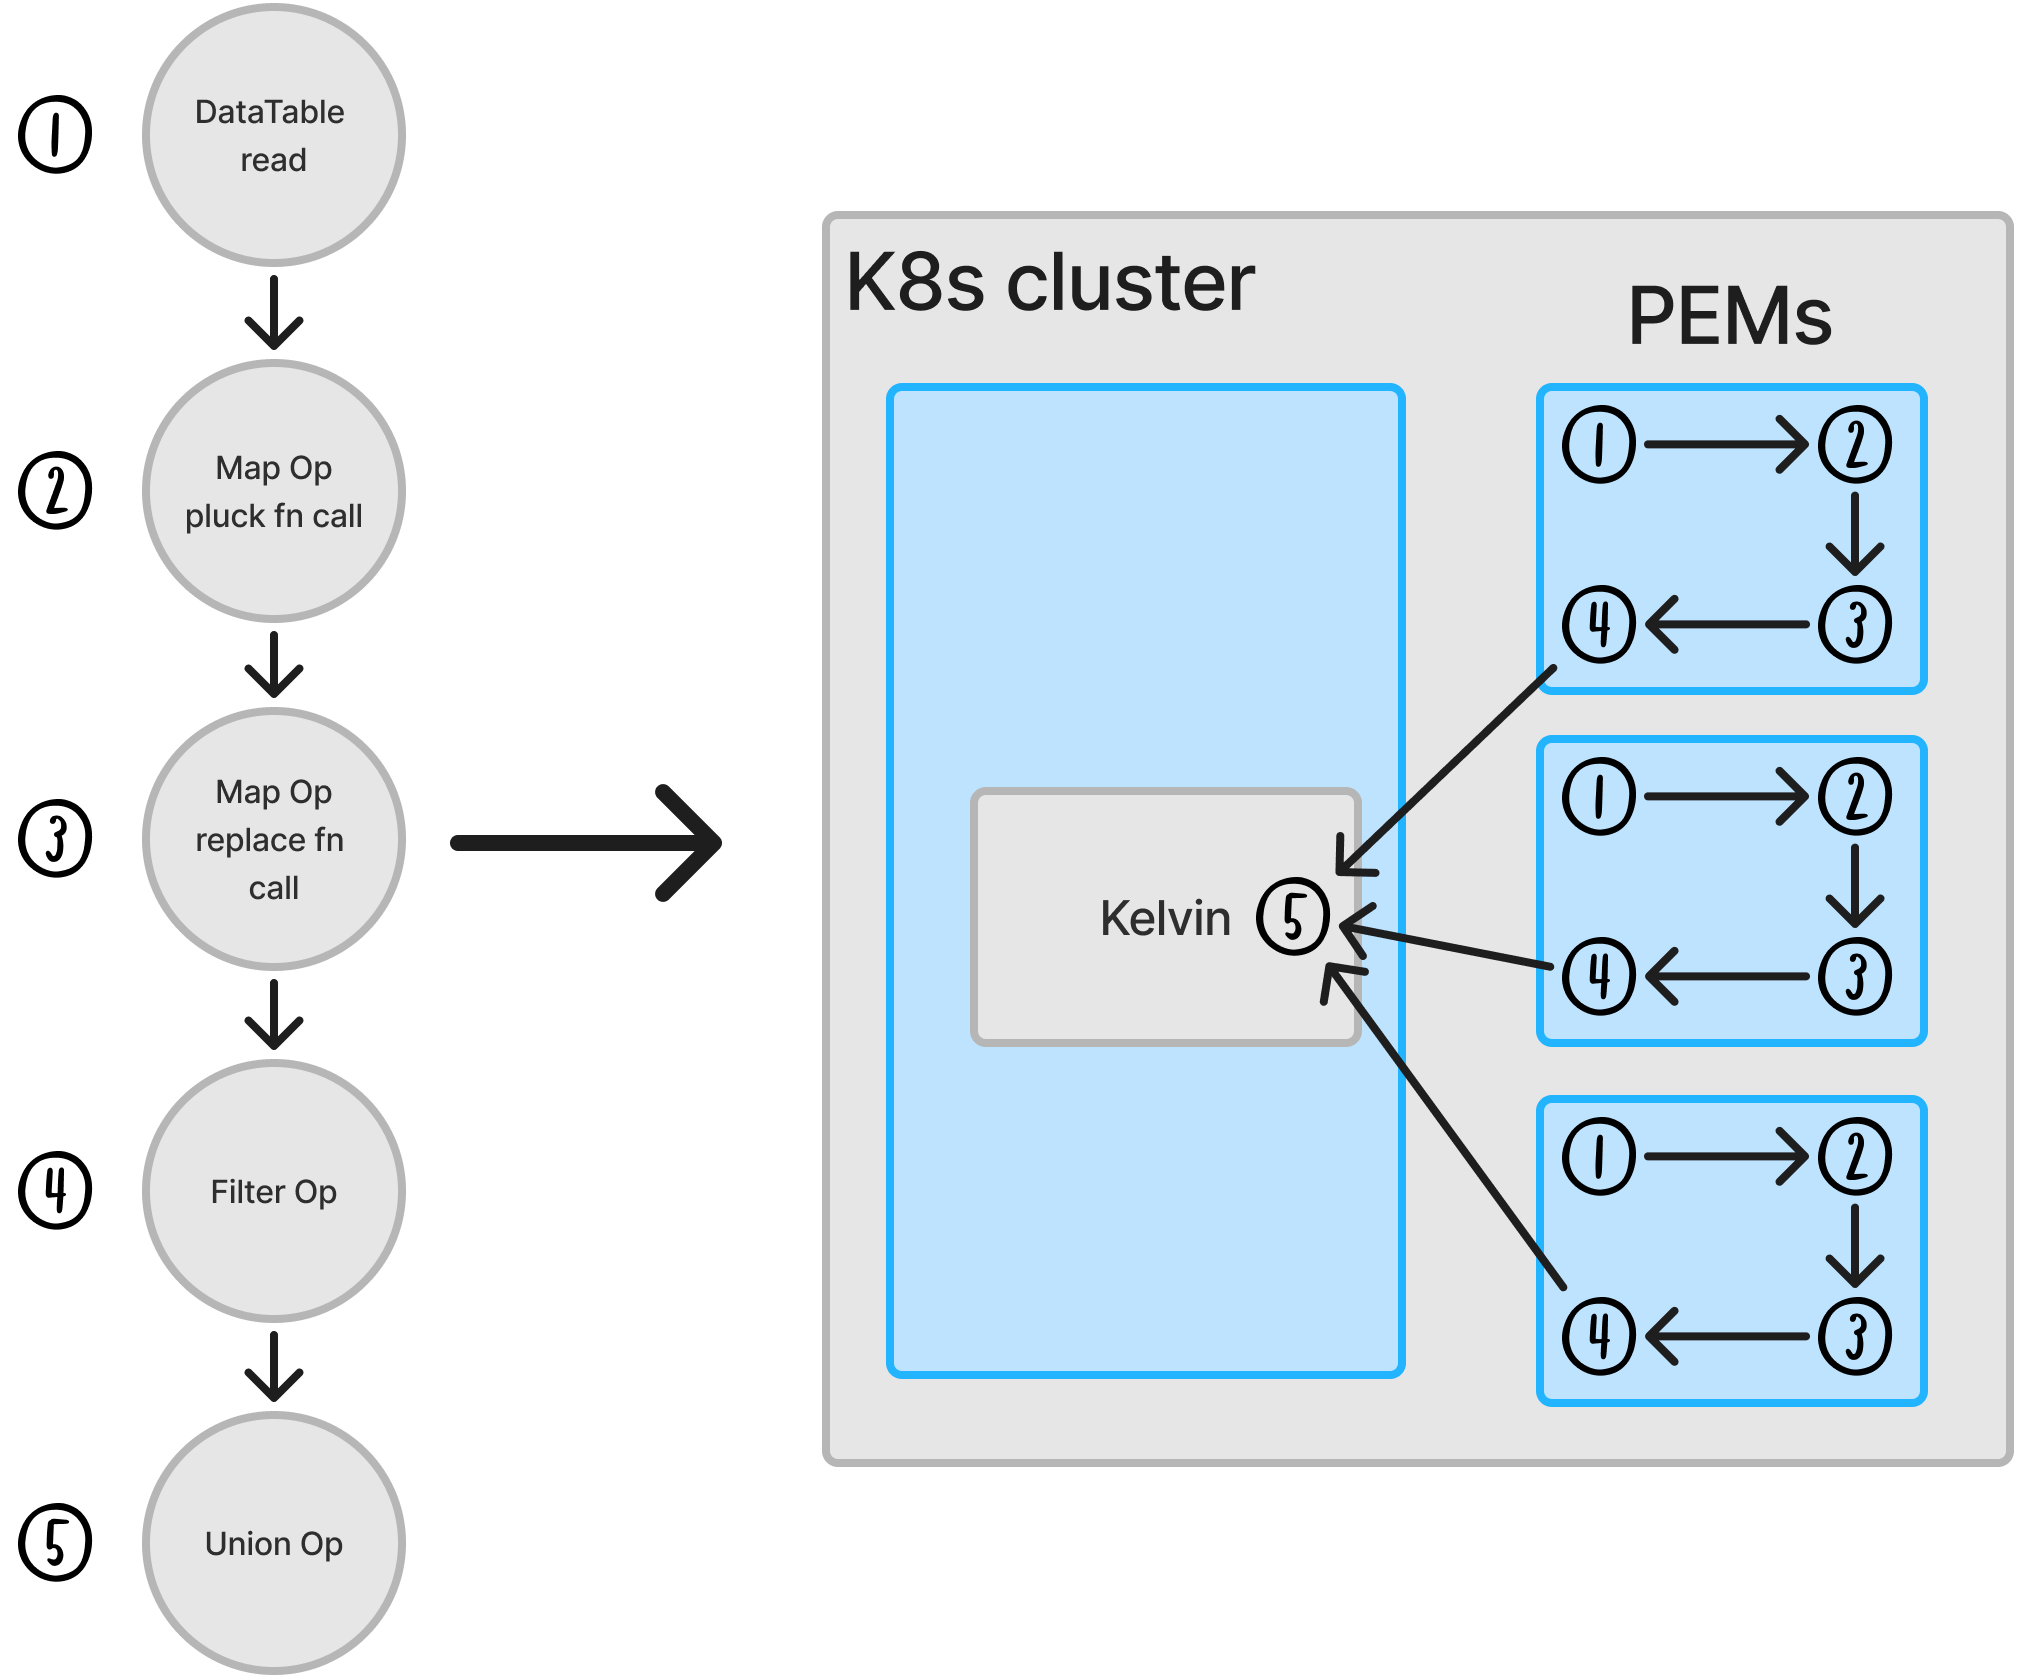 1
DataTable
read
2
Map Op
pluck fn call
3
Map Op
replace fn
call
4
Filter Op
5
Union Op
K8s cluster
PEMs
1
2
4
3
1
2
4
3
1
2
4
3
Kelvin
5